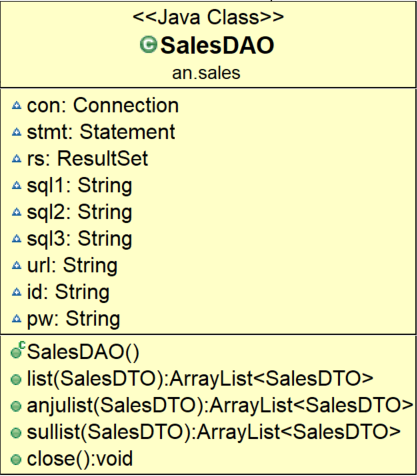 <<Java Class>>
SalesDAO
an.sales
con: Connection
stmt: Statement
rs: ResultSet
sql1: String
sql2: String
sql3: String
url: String
id: String
pw: String
SalesDAO()
list(SalesDTO):ArrayList<SalesDTO>
anjulist(SalesDTO):ArrayList<SalesDTO>
sullist(SalesDTO):ArrayList<SalesDTO>
close():void